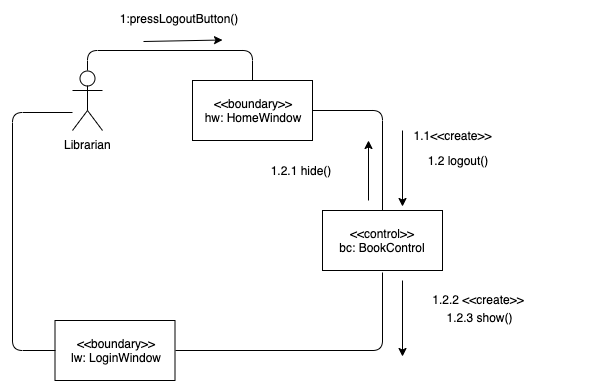 1:pressLogoutButton()
<<boundary>>
hw: HomeWindow
Librarian
1.1<<create>>
1.2 logout()
1.2.1 hide()
<<control>>
bc: BookControl
1.2.2 <<create>>
1.2.3 show()
<<boundary>>
lw: LoginWindow